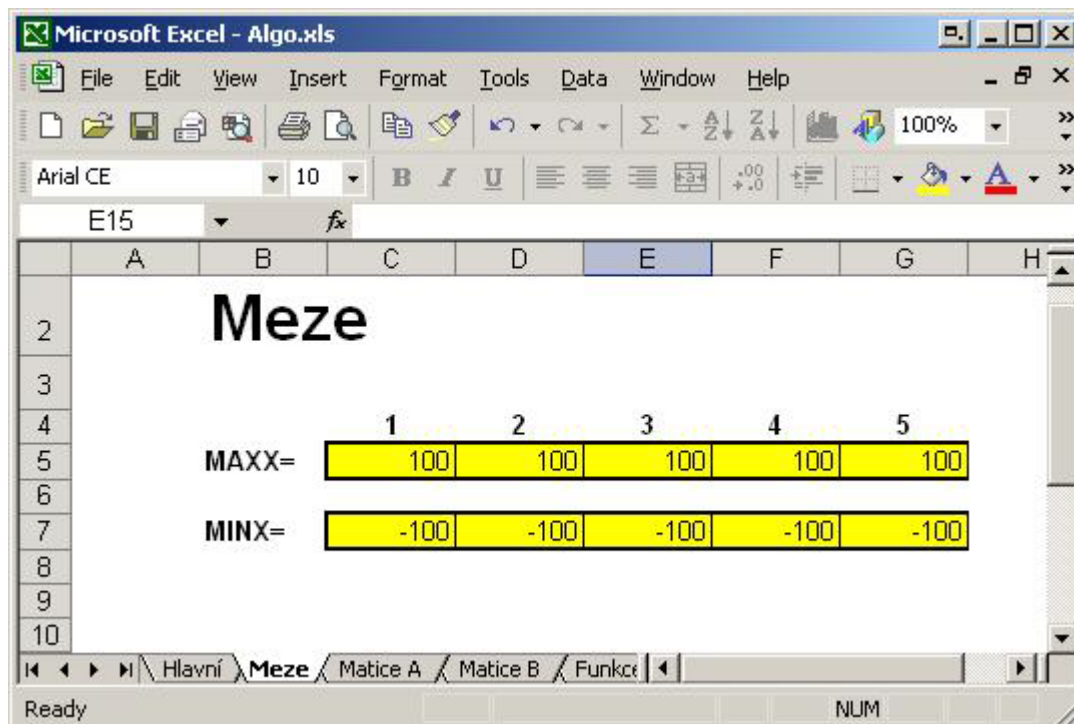 Microsoft Excel - Algo.xls
File Edit View Insert Format Tools Data Window Help
100%
Arial CE 10 B I U
E15 fx
A B C D E F G H
2 Meze
3
4 1 2 3 4 5
5 MAXX= 100 100 100 100 100
6
7 MINX= -100 -100 -100 -100 -100
8
9
10
Hlavní Meze Matice A Matice B Funkce
Ready NUM